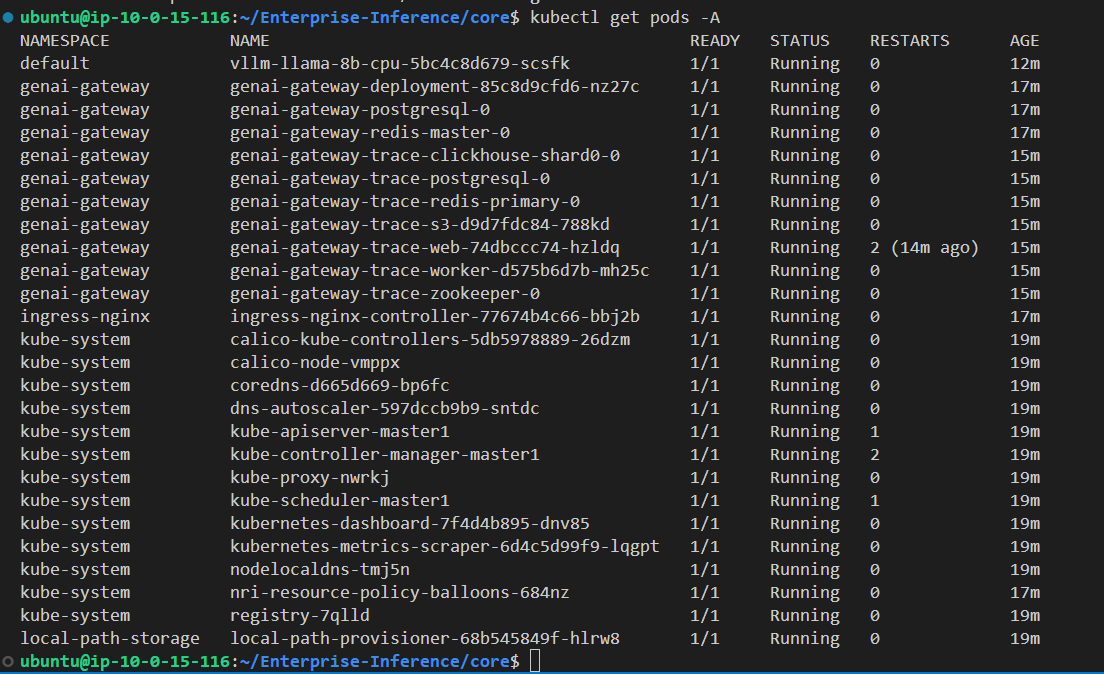 ubuntu@ip-10-0-15-116:~/Enterprise-Inference/core$ kubectl get pods -A
NAMESPACE NAME READY STATUS RESTARTS AGE
default vllm-llama-8b-cpu-5bc4c8d679-scsfk 1/1 Running 0 12m
genai-gateway genai-gateway-deployment-85c8d9cfd6-nz27c 1/1 Running 0 17m
genai-gateway genai-gateway-postgresql-0 1/1 Running 0 17m
genai-gateway genai-gateway-redis-master-0 1/1 Running 0 17m
genai-gateway genai-gateway-trace-clickhouse-shard0-0 1/1 Running 0 15m
genai-gateway genai-gateway-trace-postgresql-0 1/1 Running 0 15m
genai-gateway genai-gateway-trace-redis-primary-0 1/1 Running 0 15m
genai-gateway genai-gateway-trace-s3-d9d7fdc84-788kd 1/1 Running 0 15m
genai-gateway genai-gateway-trace-web-74dbccc74-hzldq 1/1 Running 2 (14m ago) 15m
genai-gateway genai-gateway-trace-worker-d575b6d7b-mh25c 1/1 Running 0 15m
genai-gateway genai-gateway-trace-zookeeper-0 1/1 Running 0 15m
ingress-nginx ingress-nginx-controller-77674b4c66-bbj2b 1/1 Running 0 17m
kube-system calico-kube-controllers-5db5978889-26dzm 1/1 Running 0 19m
kube-system calico-node-vmppx 1/1 Running 0 19m
kube-system coredns-d665d669-bp6fc 1/1 Running 0 19m
kube-system dns-autoscaler-597dccb9b9-sntdc 1/1 Running 0 19m
kube-system kube-apiserver-master1 1/1 Running 1 19m
kube-system kube-controller-manager-master1 1/1 Running 2 19m
kube-system kube-proxy-nwrkj 1/1 Running 0 19m
kube-system kube-scheduler-master1 1/1 Running 1 19m
kube-system kubernetes-dashboard-7f4d4b895-dnv85 1/1 Running 0 19m
kube-system kubernetes-metrics-scraper-6d4c5d99f9-lqgpt 1/1 Running 0 19m
kube-system nodelocaldns-tmj5n 1/1 Running 0 19m
kube-system nri-resource-policy-balloons-684nz 1/1 Running 0 17m
kube-system registry-7qlld 1/1 Running 0 19m
local-path-storage local-path-provisioner-68b545849f-hlrw8 1/1 Running 0 19m
ubuntu@ip-10-0-15-116:~/Enterprise-Inference/core$